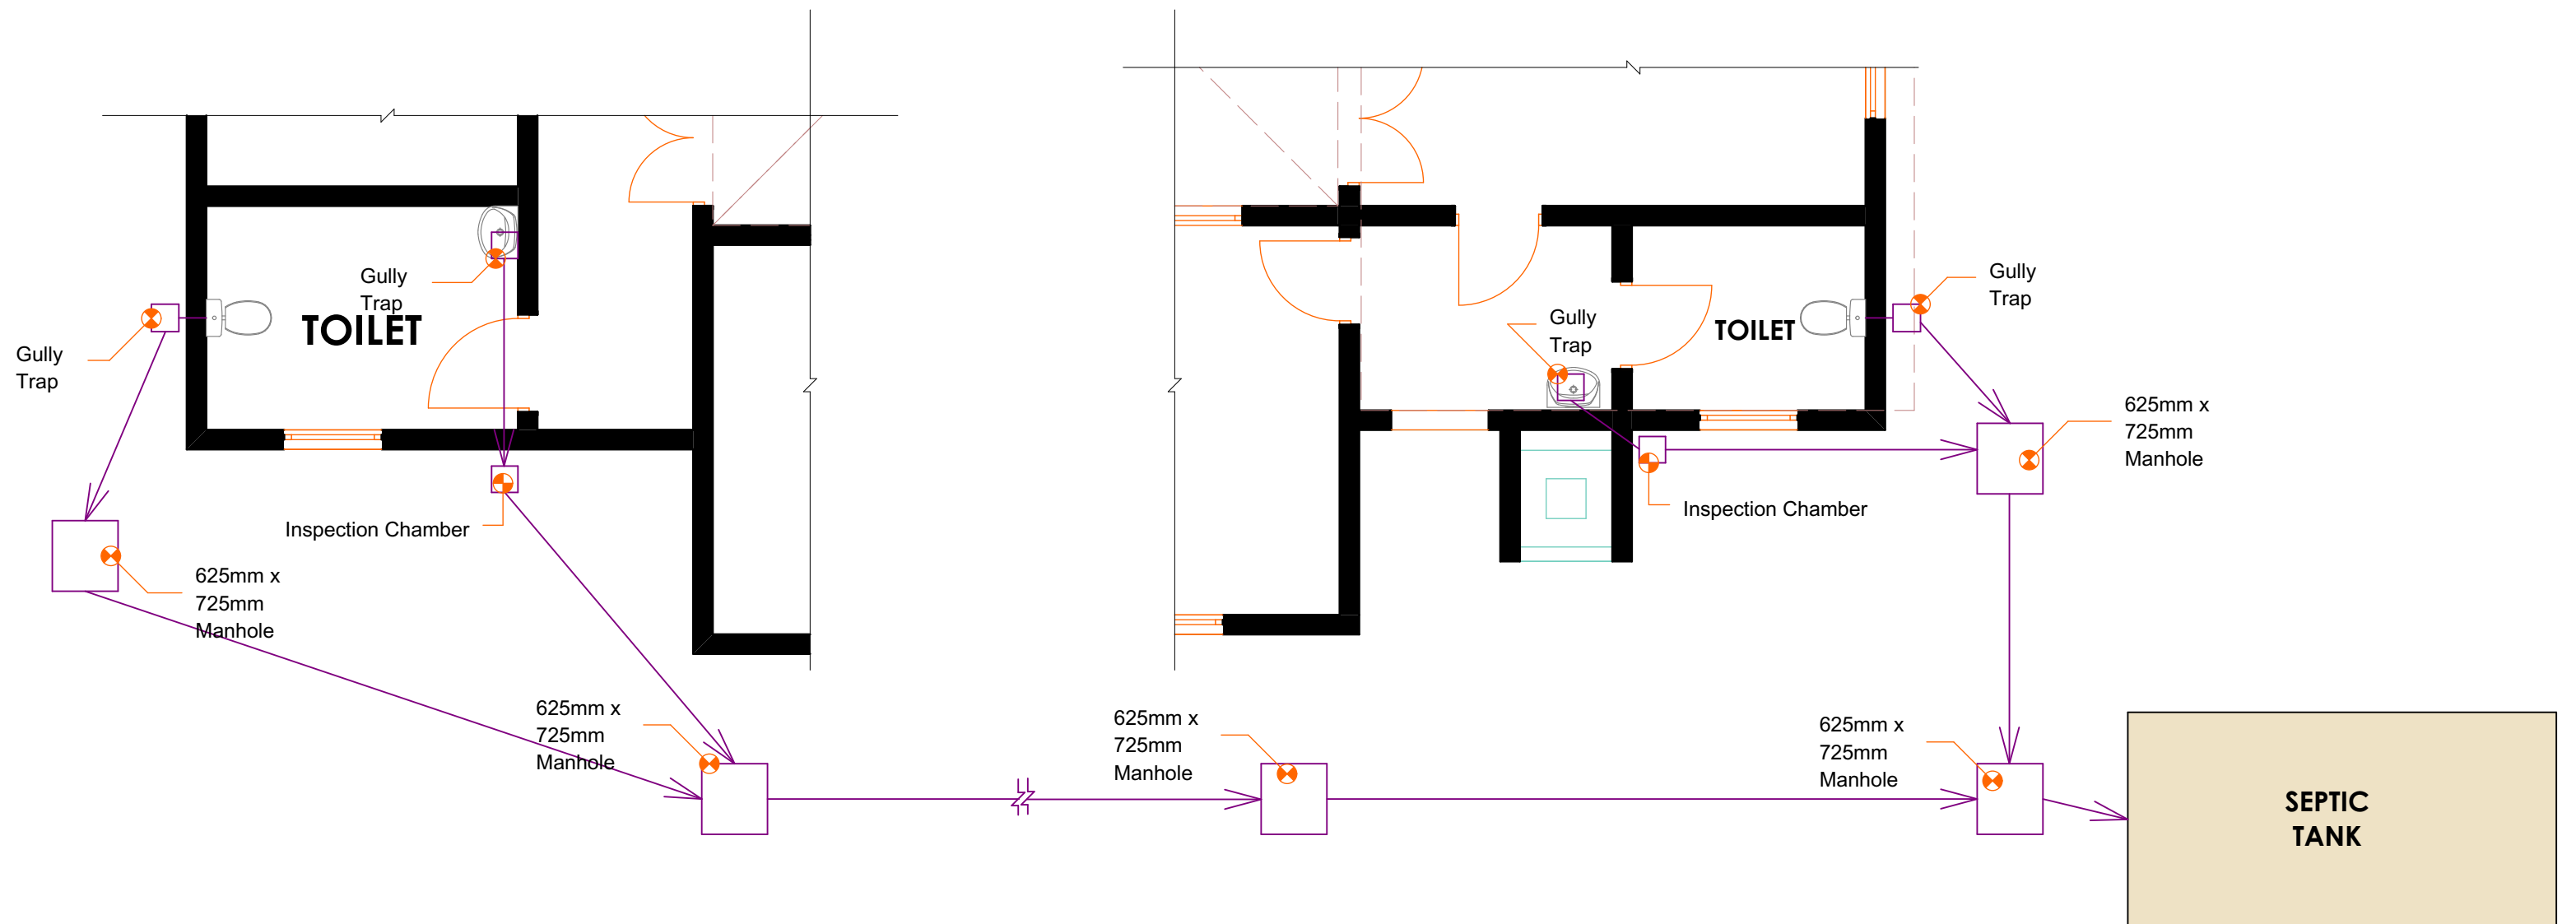 Gully
Trap
TOILET
Gully
Trap
Inspection Chamber
625mm x
725mm
Manhole
625mm x
725mm
Manhole
Gully
Trap
TOILET
Gully
Trap
625mm x
725mm
Manhole
Inspection Chamber
625mm x
725mm
Manhole
625mm x
725mm
Manhole
SEPTIC
TANK